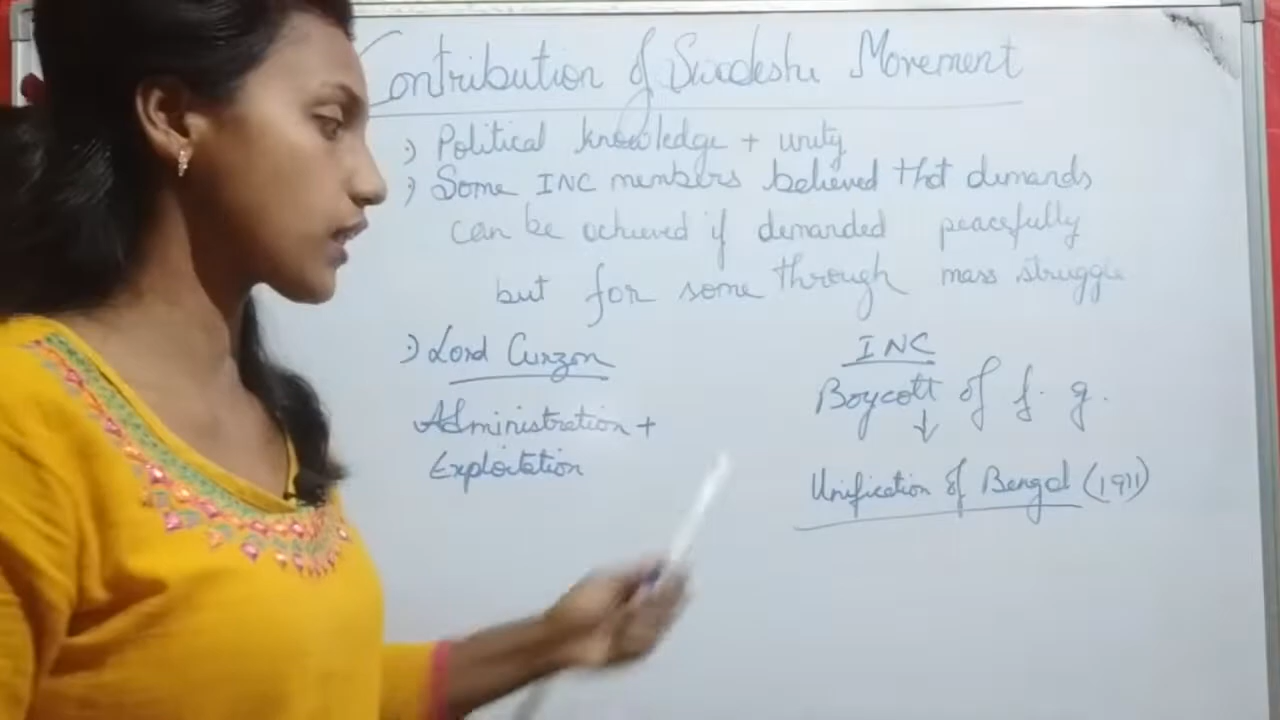 Contribution of Swadeshi Movement
:) Political knowledge + unity
:) Some INC members believed that demands
can be achieved if demanded peacefully
but for some through mass struggle
:) Lord Curzon
Administration +
Exploitation
INC
Boycott of f. g.
↓
Unification of Bengal (1911)